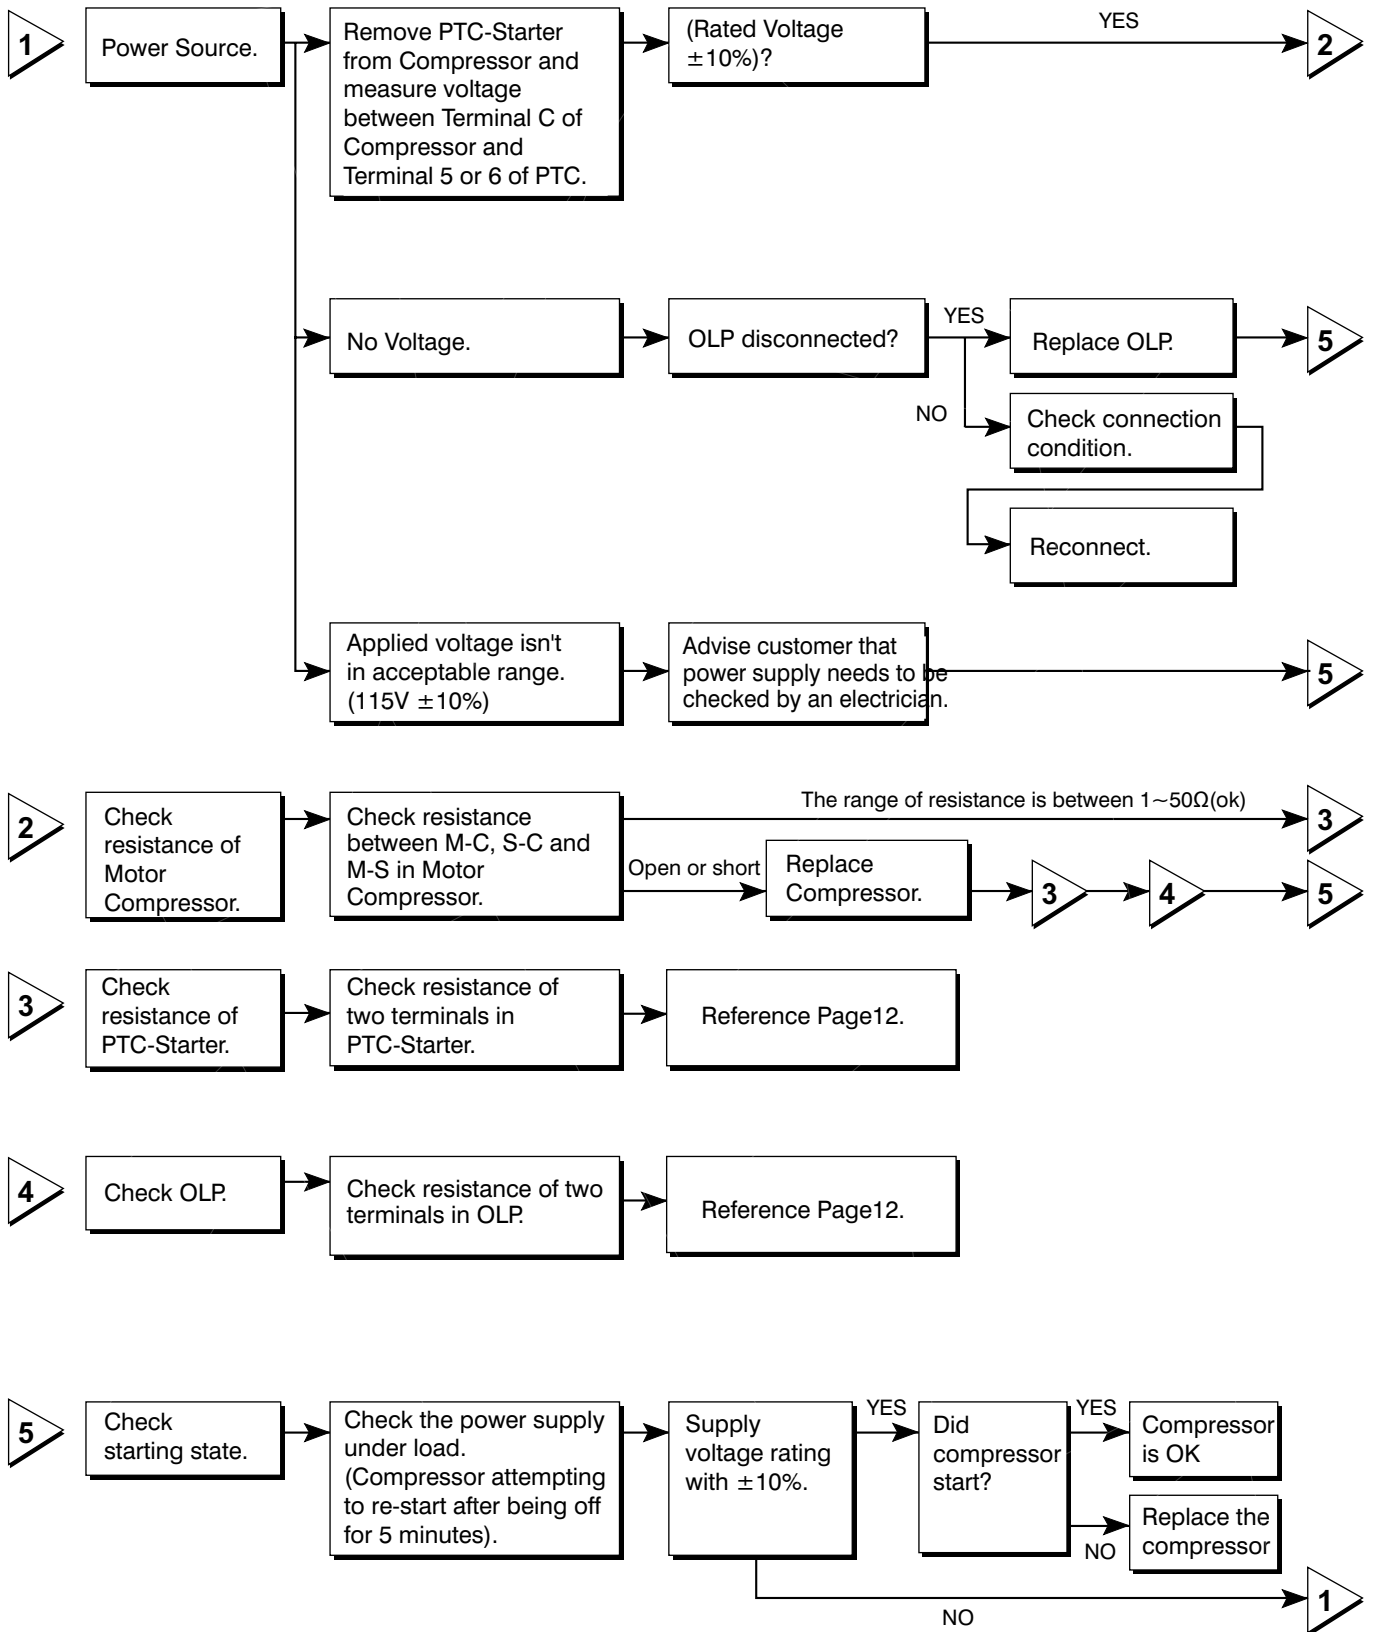 1
Power Source.
Remove PTC-Starter
from Compressor and
measure voltage
between Terminal C of
Compressor and
Terminal 5 or 6 of PTC.
(Rated Voltage
±10%)?
YES
2
No Voltage.
OLP disconnected?
YES
Replace OLP.
5
NO
Check connection
condition.
Reconnect.
Applied voltage isn't
in acceptable range.
(115V ±10%)
Advise customer that
power supply needs to be
checked by an electrician.
5
2
Check
resistance of
Motor
Compressor.
Check resistance
between M-C, S-C and
M-S in Motor
Compressor.
The range of resistance is between 1~50Ω(ok)
3
Open or short
Replace
Compressor.
3
4
5
3
Check
resistance of
PTC-Starter.
Check resistance of
two terminals in
PTC-Starter.
Reference Page12.
4
Check OLP.
Check resistance of two
terminals in OLP.
Reference Page12.
5
Check
starting state.
Check the power supply
under load.
(Compressor attempting
to re-start after being off
for 5 minutes).
Supply
voltage rating
with ±10%.
YES
Did
compressor
start?
YES
Compressor
is OK
NO
Replace the
compressor
NO
1